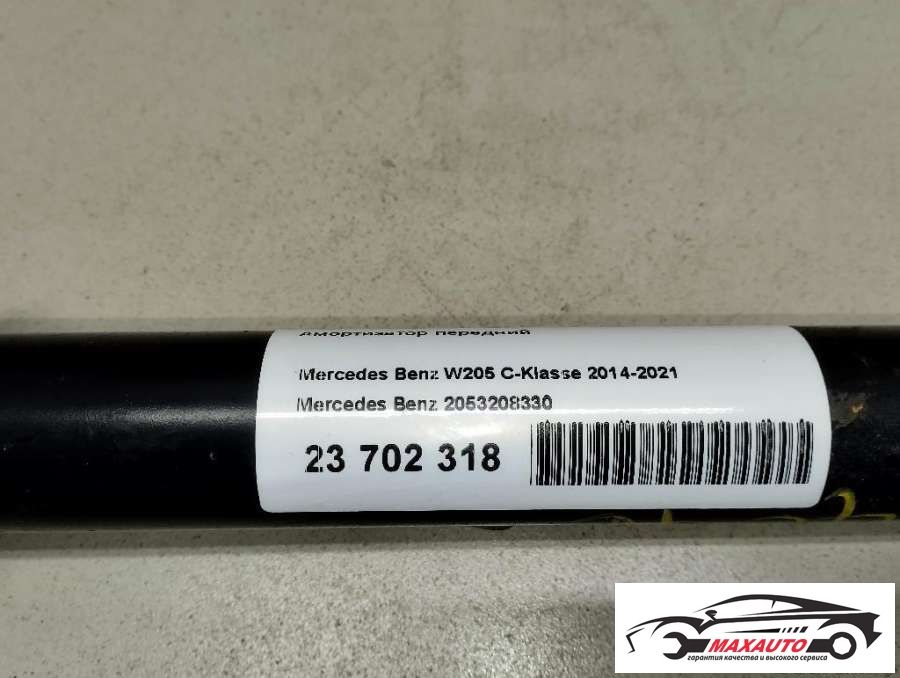 Амортизатор передний
Mercedes Benz W205 C-Klasse 2014-2021
Mercedes Benz 2053208330
23 702 318
MAXAUTO
гарантия качества и высокого сервиса